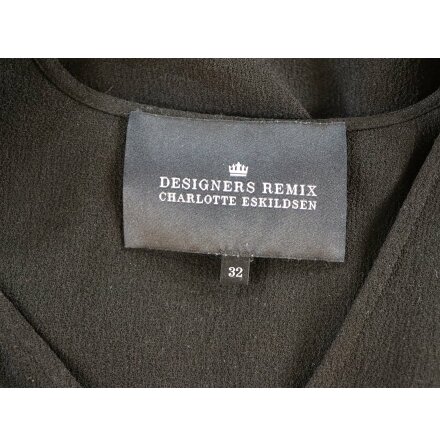 DESIGNERS REMIX
CHARLOTTE ESKILDSEN
32